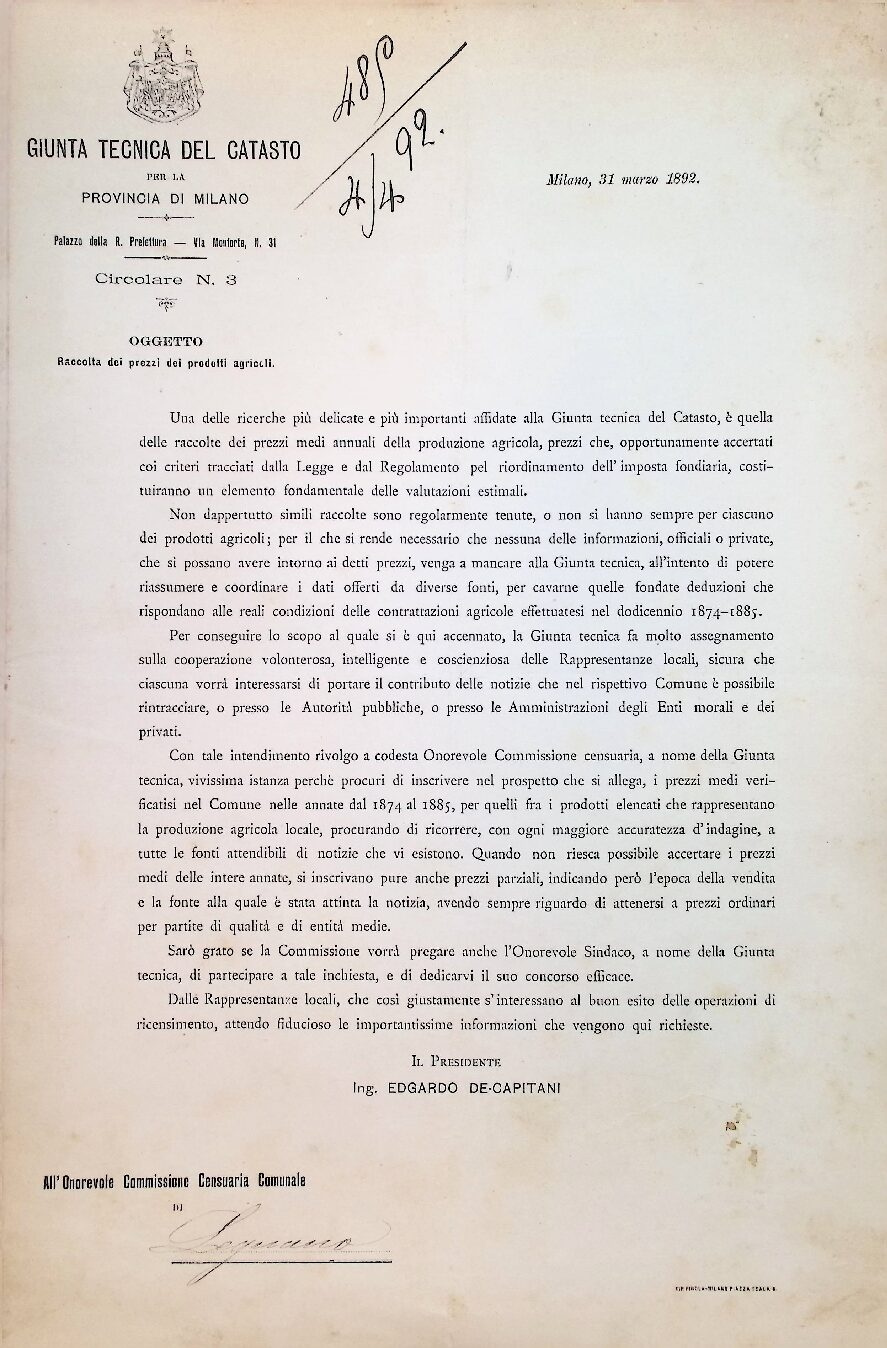 485
4/4 92.
GIUNTA TECNICA DEL CATASTO
PER LA
PROVINCIA DI MILANO
Palazzo della R. Prefettura — Via Monforte, N. 31
Circolare N. 3
Milano, 31 marzo 1892.
OGGETTO
Raccolta dei prezzi dei prodotti agricoli.
Una delle ricerche più delicate e più importanti affidate alla Giunta tecnica del Catasto, è quella
delle raccolte dei prezzi medi annuali della produzione agricola, prezzi che, opportunamente accertati
coi criteri tracciati dalla Legge e dal Regolamento pel riordinamento dell' imposta fondiaria, costi-
tuiranno un elemento fondamentale delle valutazioni estimali.
Non dappertutto simili raccolte sono regolarmente tenute, o non si hanno sempre per ciascuno
dei prodotti agricoli; per il che si rende necessario che nessuna delle informazioni, officiali o private,
che si possano avere intorno ai detti prezzi, venga a mancare alla Giunta tecnica, all'intento di potere
riassumere e coordinare i dati offerti da diverse fonti, per cavarne quelle fondate deduzioni che
rispondano alle reali condizioni delle contrattazioni agricole effettuatesi nel dodicennio 1874-1885.
Per conseguire lo scopo al quale si è qui accennato, la Giunta tecnica fa molto assegnamento
sulla cooperazione volonterosa, intelligente e coscienziosa delle Rappresentanze locali, sicura che
ciascuna vorrà interessarsi di portare il contributo delle notizie che nel rispettivo Comune è possibile
rintracciare, o presso le Autorità pubbliche, o presso le Amministrazioni degli Enti morali e dei
privati.
Con tale intendimento rivolgo a codesta Onorevole Commissione censuaria, a nome della Giunta
tecnica, vivissima istanza perchè procuri di inscrivere nel prospetto che si allega, i prezzi medi veri-
ficatisi nel Comune nelle annate dal 1874 al 1885, per quelli fra i prodotti elencati che rappresentano
la produzione agricola locale, procurando di ricorrere, con ogni maggiore accuratezza d'indagine, a
tutte le fonti attendibili di notizie che vi esistono. Quando non riesca possibile accertare i prezzi
medi delle intere annate, si inscrivano pure anche prezzi parziali, indicando però l'epoca della vendita
e la fonte alla quale è stata attinta la notizia, avendo sempre riguardo di attenersi a prezzi ordinari
per partite di qualità e di entità medie.
Sarò grato se la Commissione vorrà pregare anche l'Onorevole Sindaco, a nome della Giunta
tecnica, di partecipare a tale inchiesta, e di dedicarvi il suo concorso efficace.
Dalle Rappresentanze locali, che così giustamente s'interessano al buon esito delle operazioni di
ricensimento, attendo fiducioso le importantissime informazioni che vengono qui richieste.
IL PRESIDENTE
Ing. EDGARDO DE-CAPITANI
All' Onorevole Commissione Censuaria Comunale
DI
Legnano